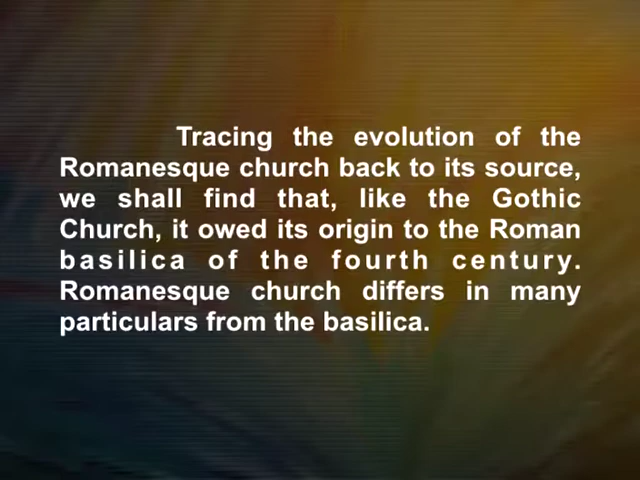 Tracing the evolution of the
Romanesque church back to its source,
we shall find that, like the Gothic
Church, it owed its origin to the Roman
basilica of the fourth century.
Romanesque church differs in many
particulars from the basilica.